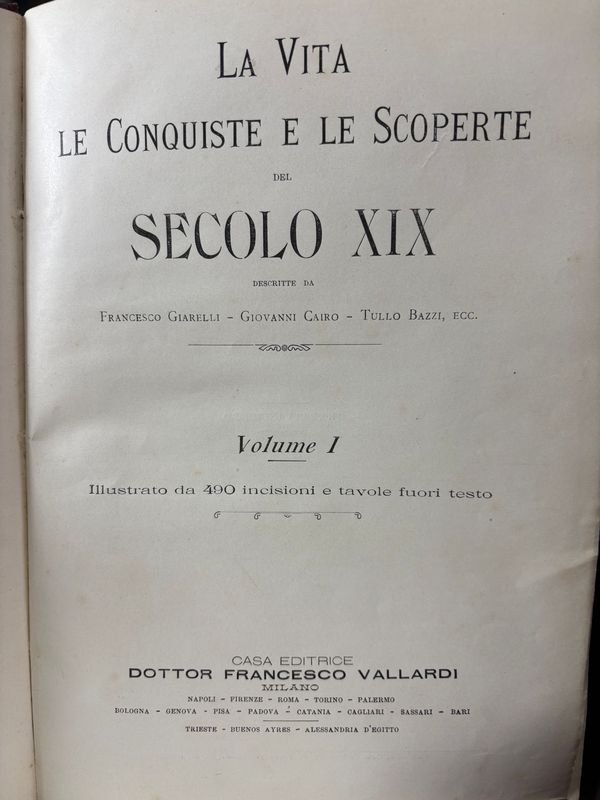 La Vita
le Conquiste e le Scoperte
del
SECOLO XIX
descritte da
Francesco Giarelli – Giovanni Cairo – Tullo Bazzi, ecc.
Volume I
Illustrato da 490 incisioni e tavole fuori testo
CASA EDITRICE
DOTTOR FRANCESCO VALLARDI
MILANO
NAPOLI – FIRENZE – ROMA – TORINO – PALERMO
BOLOGNA – GENOVA – PISA – PADOVA – CATANIA – CAGLIARI – SASSARI – BARI
TRIESTE – BUENOS AYRES – ALESSANDRIA D'EGITTO